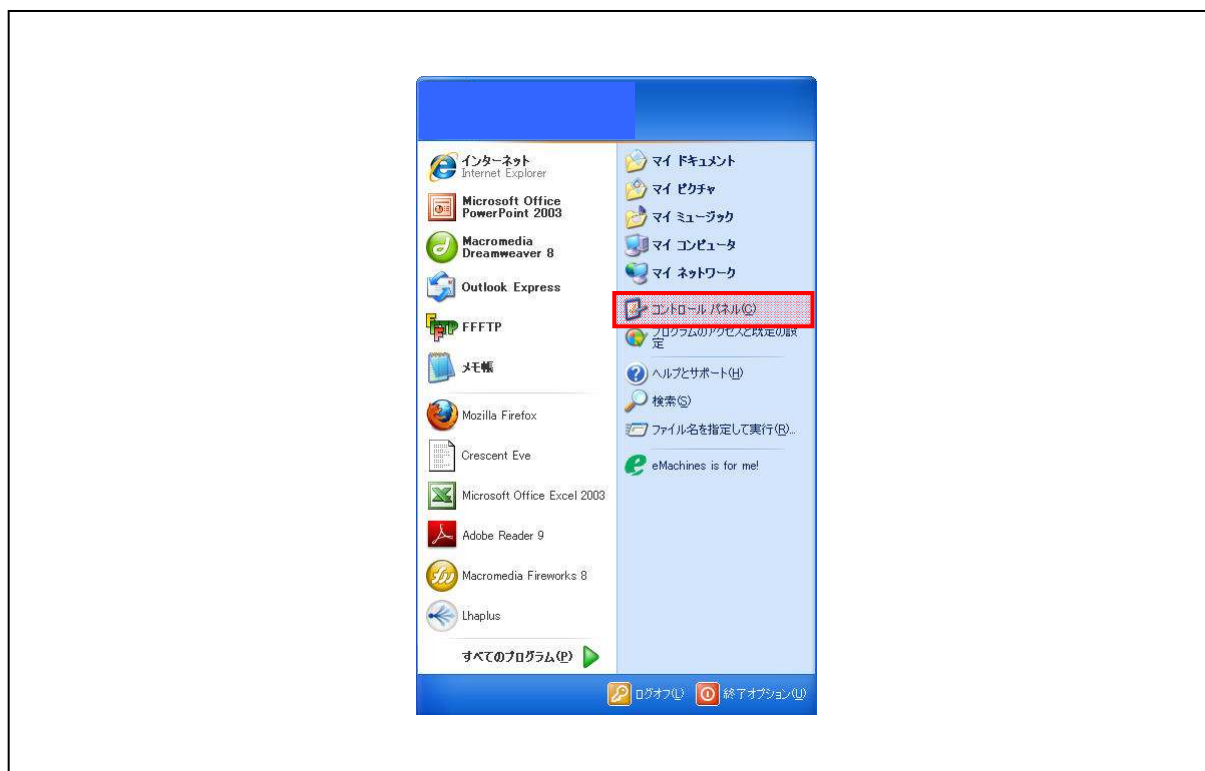 インターネット
Internet Explorer
Microsoft Office
PowerPoint 2003
Macromedia
Dreamweaver 8
Outlook Express
FFFTP
メモ帳
Mozilla Firefox
Crescent Eve
Microsoft Office Excel 2003
Adobe Reader 9
Macromedia Fireworks 8
Lhaplus
すべてのプログラム(P)
マイ ドキュメント
マイ ピクチャ
マイ ミュージック
マイ コンピュータ
マイ ネットワーク
コントロール パネル(C)
プログラムのアクセスと既定の設
定
ヘルプとサポート(H)
検索(S)
ファイル名を指定して実行(R)...
eMachines is for me!
ログオフ(L)
終了オプション(U)